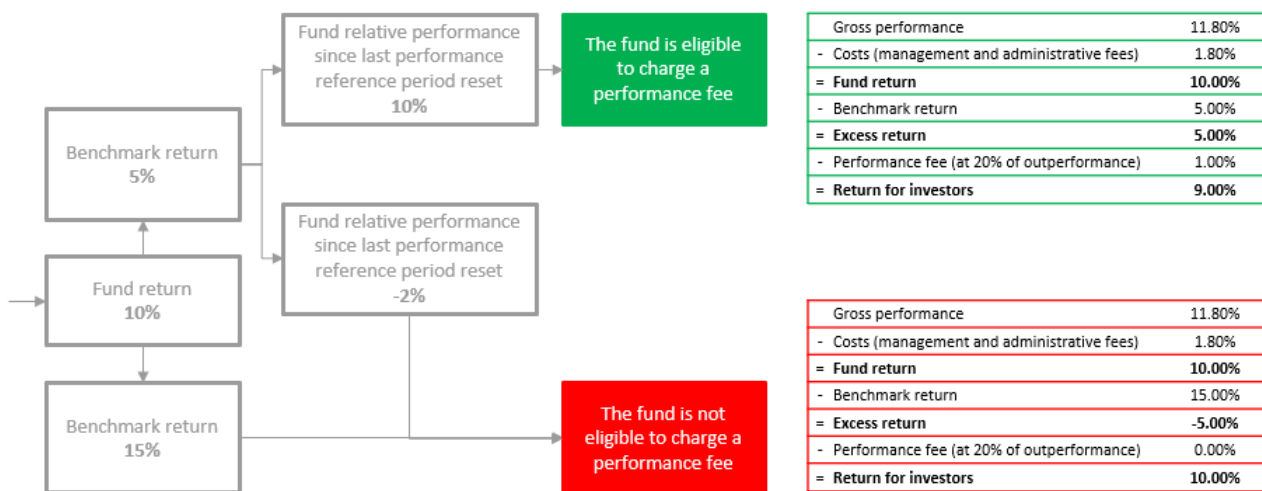 Fund relative performance
since last performance
reference period reset
10%
The fund is eligible
to charge a
performance fee
Benchmark return
5%
Fund relative performance
since last performance
reference period reset
-2%
Fund return
10%
Benchmark return
15%
The fund is not
eligible to charge a
performance fee
Gross performance 11.80%
- Costs (management and administrative fees) 1.80%
= Fund return 10.00%
- Benchmark return 5.00%
= Excess return 5.00%
- Performance fee (at 20% of outperformance) 1.00%
= Return for investors 9.00%
Gross performance 11.80%
- Costs (management and administrative fees) 1.80%
= Fund return 10.00%
- Benchmark return 15.00%
= Excess return -5.00%
- Performance fee (at 20% of outperformance) 0.00%
= Return for investors 10.00%